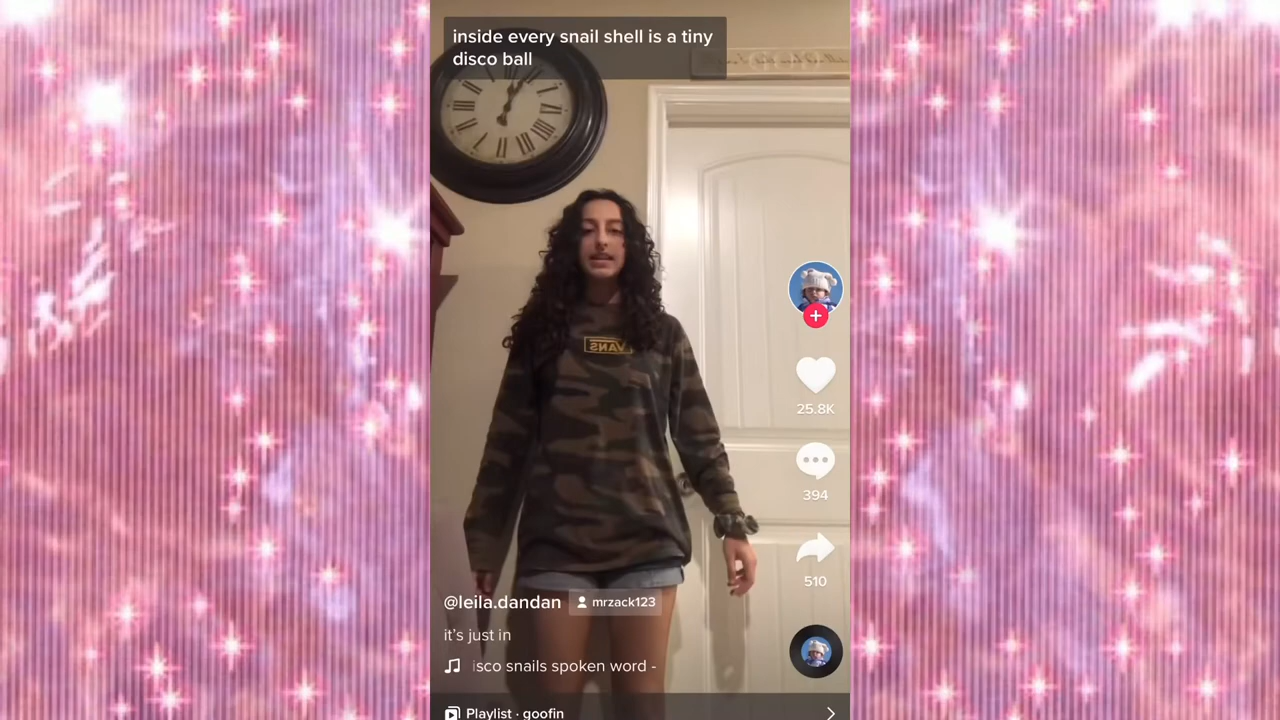 inside every snail shell is a tiny
disco ball
VANS
25.8K
394
510
@leila.dandan mrzack123
it's just in
isco snails spoken word -
Playlist · goofin